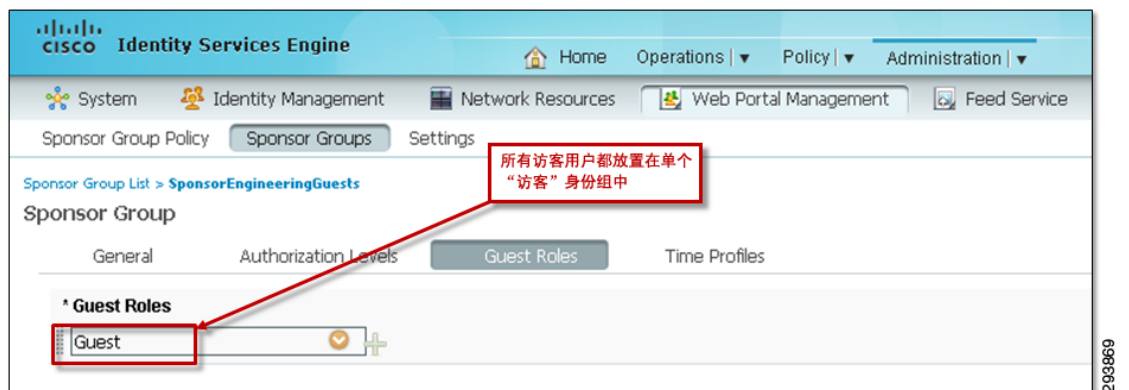 cisco Identity Services Engine
Home Operations | ▼ Policy | ▼ Administration | ▼
System Identity Management Network Resources Web Portal Management Feed Service
Sponsor Group Policy Sponsor Groups Settings
所有访客用户都放置在单个
“访客”身份组中
Sponsor Group List > SponsorEngineeringGuests
Sponsor Group
General Authorization Levels Guest Roles Time Profiles
* Guest Roles
Guest
293869